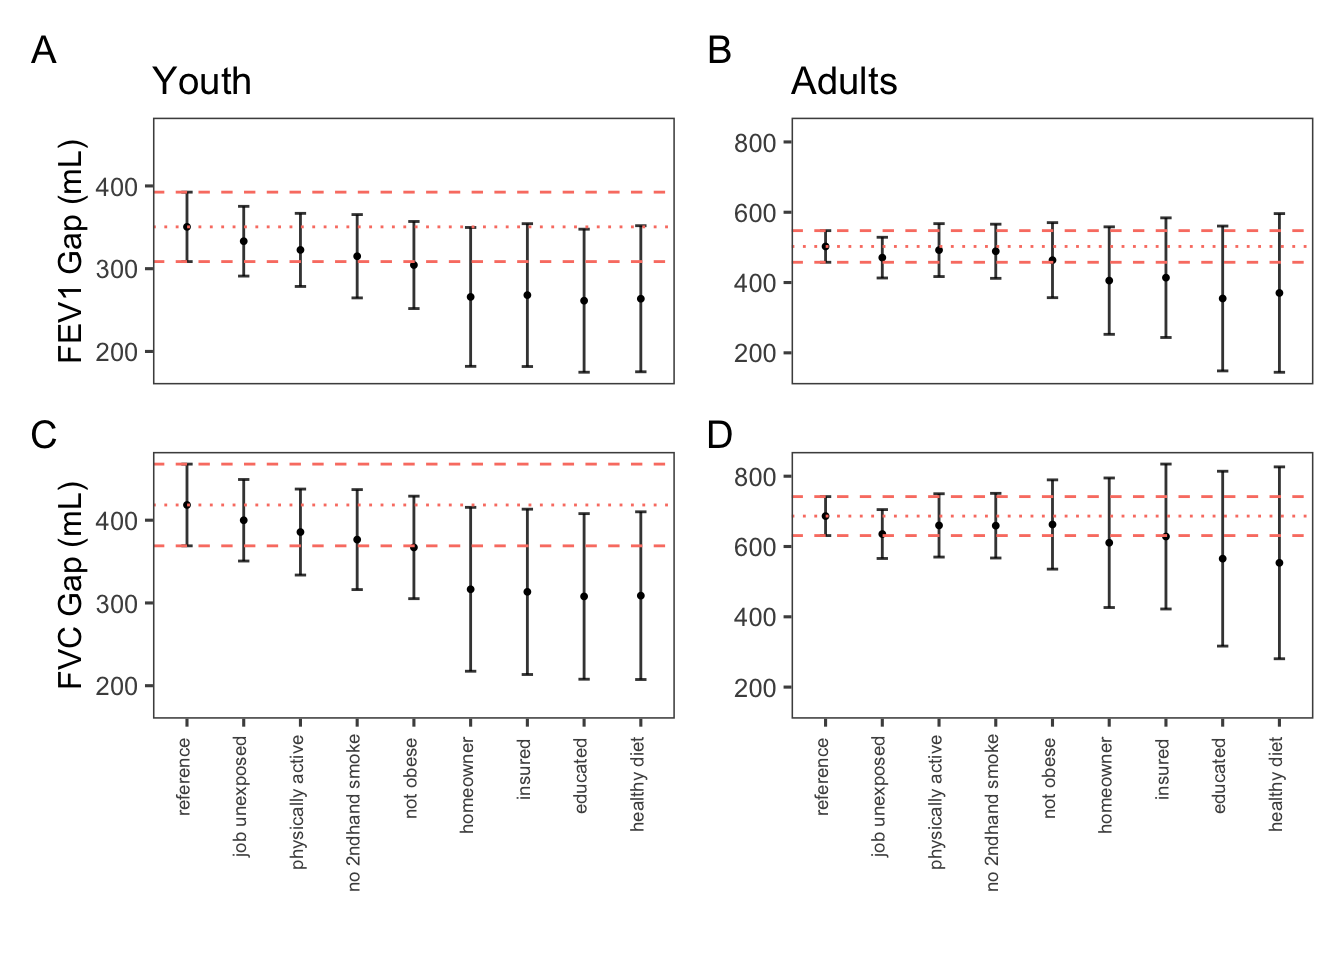 A
Youth
FEV1 Gap (mL)
400
300
200
B
Adults
800
600
400
200
C
FVC Gap (mL)
400
300
200
reference
job unexposed
physically active
no 2ndhand smoke
not obese
homeowner
insured
educated
healthy diet
D
800
600
400
200
reference
job unexposed
physically active
no 2ndhand smoke
not obese
homeowner
insured
educated
healthy diet